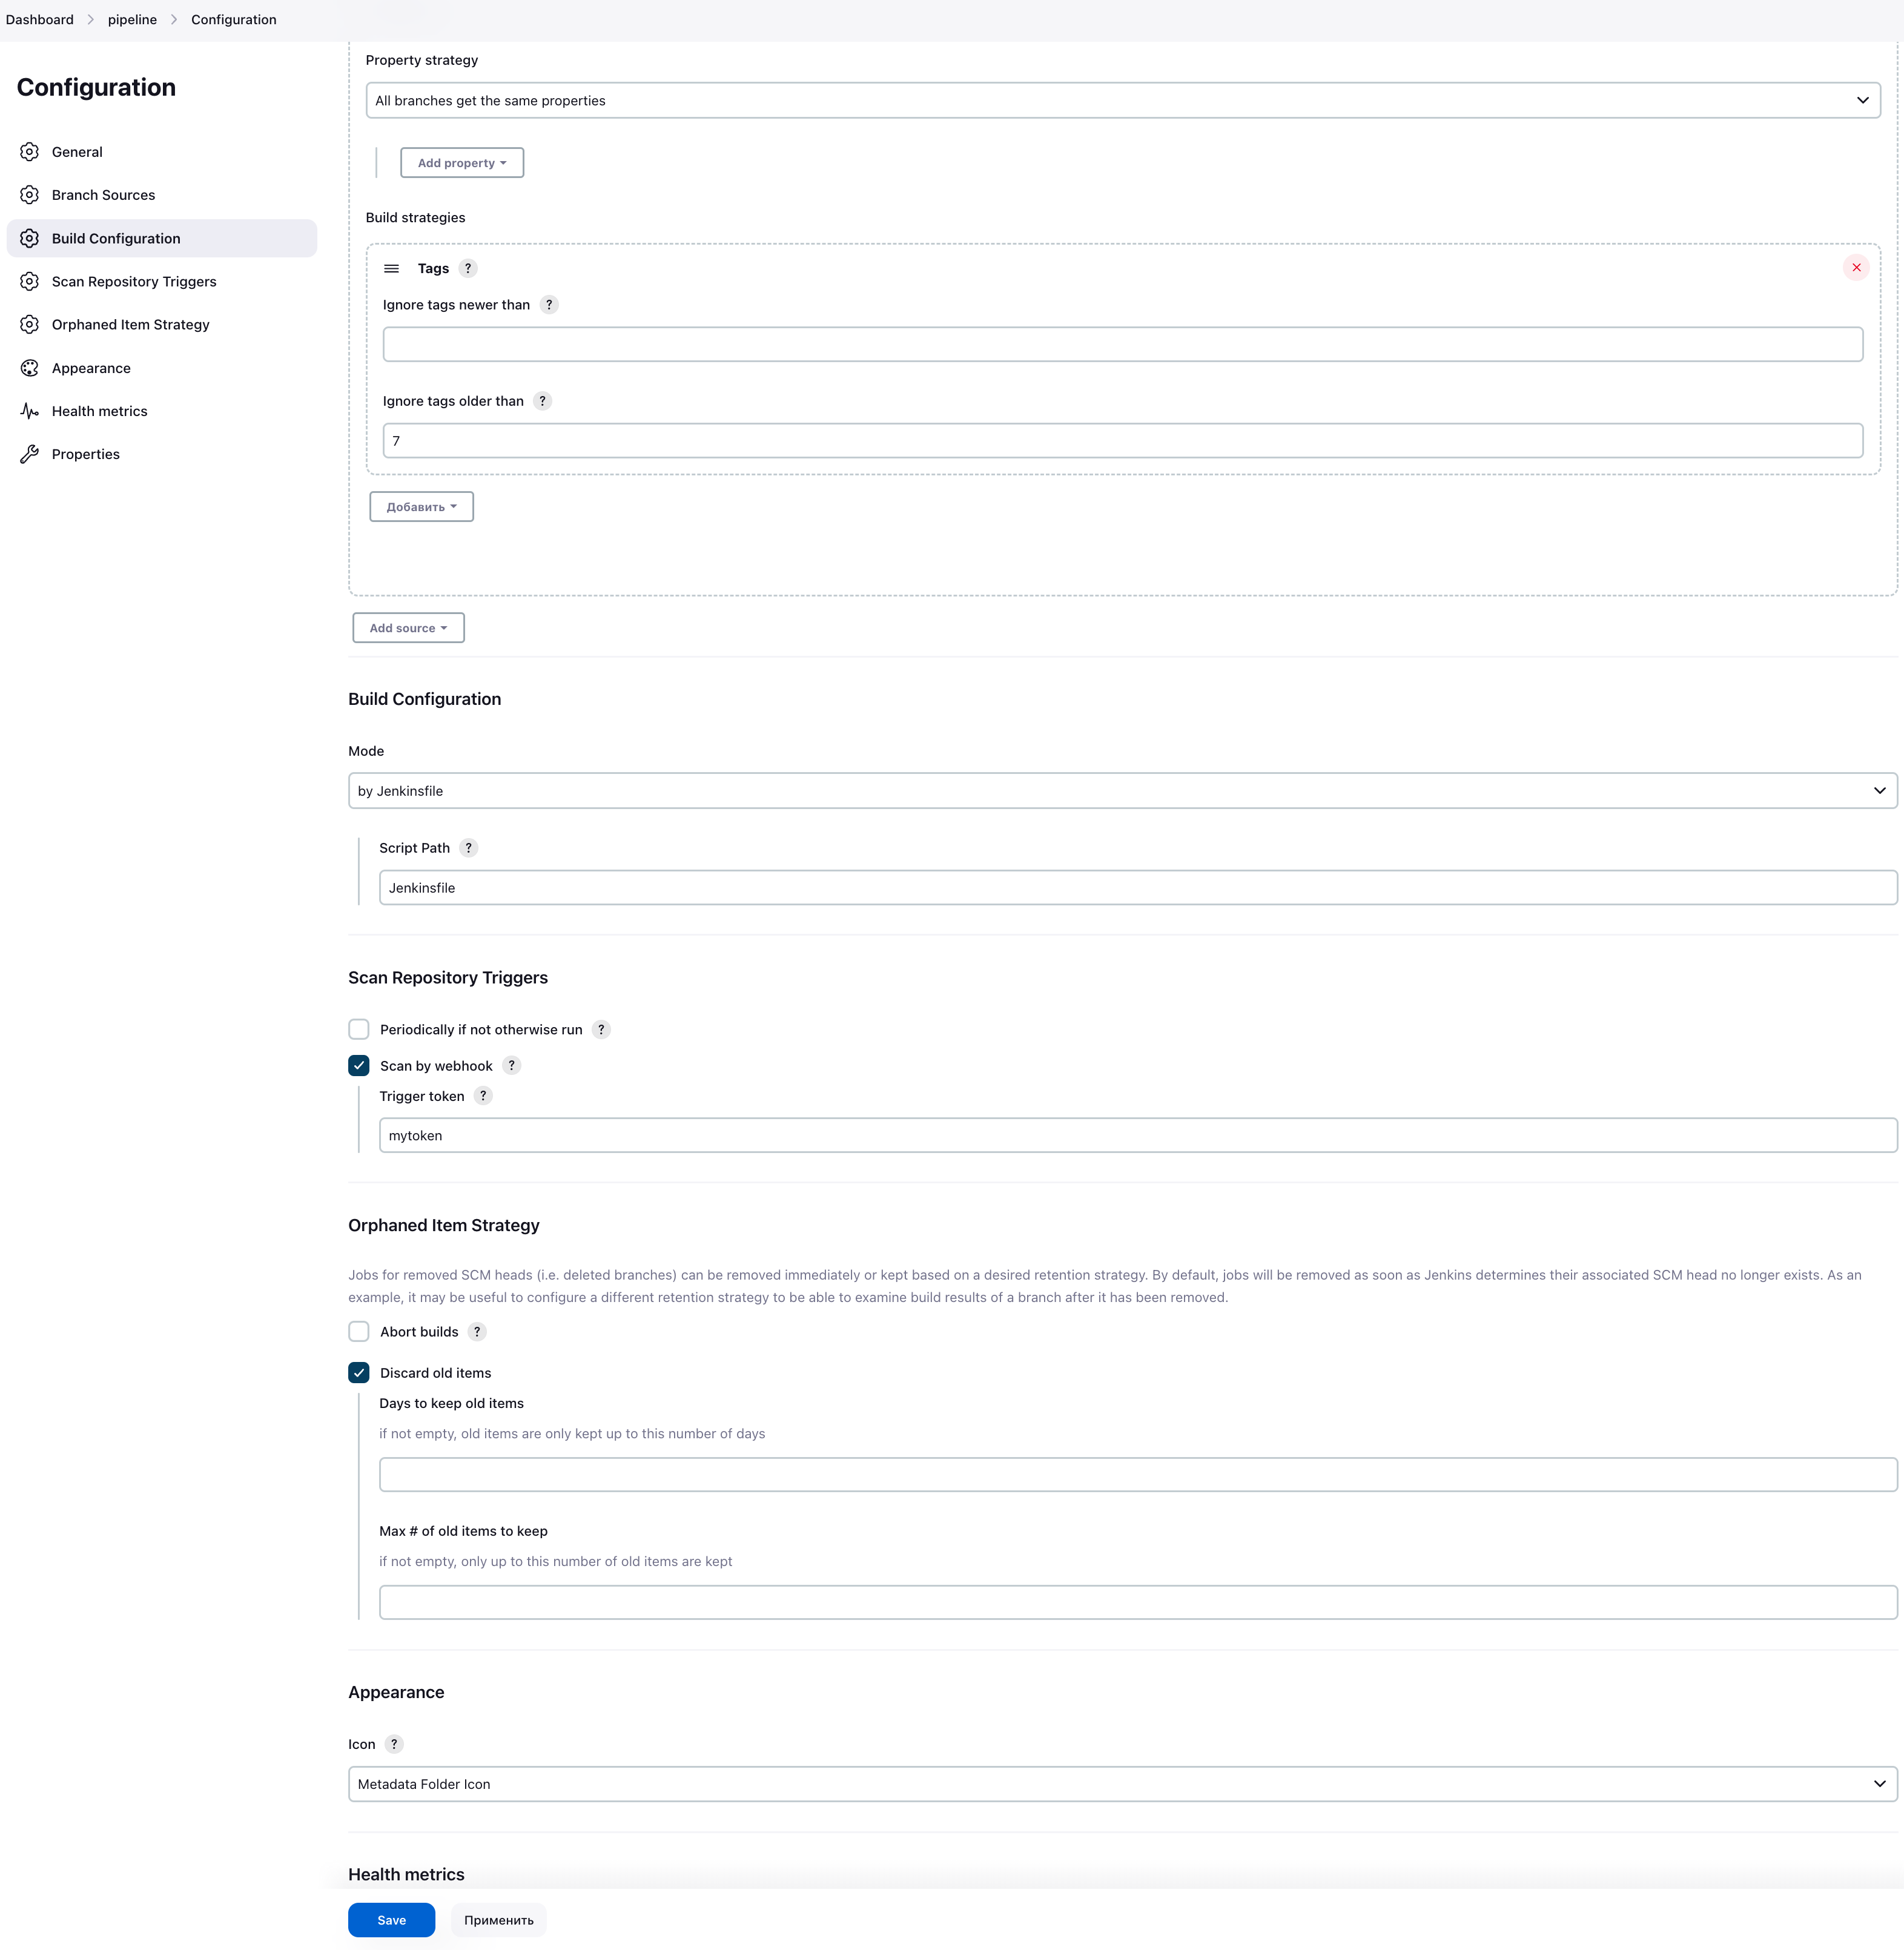 Dashboard > pipeline > Configuration
Configuration
General
Branch Sources
Build Configuration
Scan Repository Triggers
Orphaned Item Strategy
Appearance
Health metrics
Properties
Property strategy
All branches get the same properties
Add property
Build strategies
Tags ?
Ignore tags newer than ?
Ignore tags older than ?
7
Добавить
Add source
Build Configuration
Mode
by Jenkinsfile
Script Path ?
Jenkinsfile
Scan Repository Triggers
Periodically if not otherwise run ?
Scan by webhook ?
Trigger token ?
mytoken
Orphaned Item Strategy
Jobs for removed SCM heads (i.e. deleted branches) can be removed immediately or kept based on a desired retention strategy. By default, jobs will be removed as soon as Jenkins determines their associated SCM head no longer exists. As an
example, it may be useful to configure a different retention strategy to be able to examine build results of a branch after it has been removed.
Abort builds ?
Discard old items
Days to keep old items
if not empty, old items are only kept up to this number of days
Max # of old items to keep
if not empty, only up to this number of old items are kept
Appearance
Icon ?
Metadata Folder Icon
Health metrics
Save
Применить